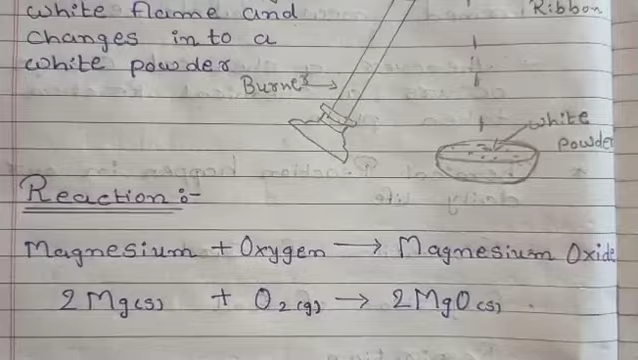 white flame and
changes in to a
white powder
Ribbon
Burner
white
powder
Reaction :-
Magnesium + Oxygen → Magnesium Oxide
2Mg(s) + O₂(g) → 2MgO(s)